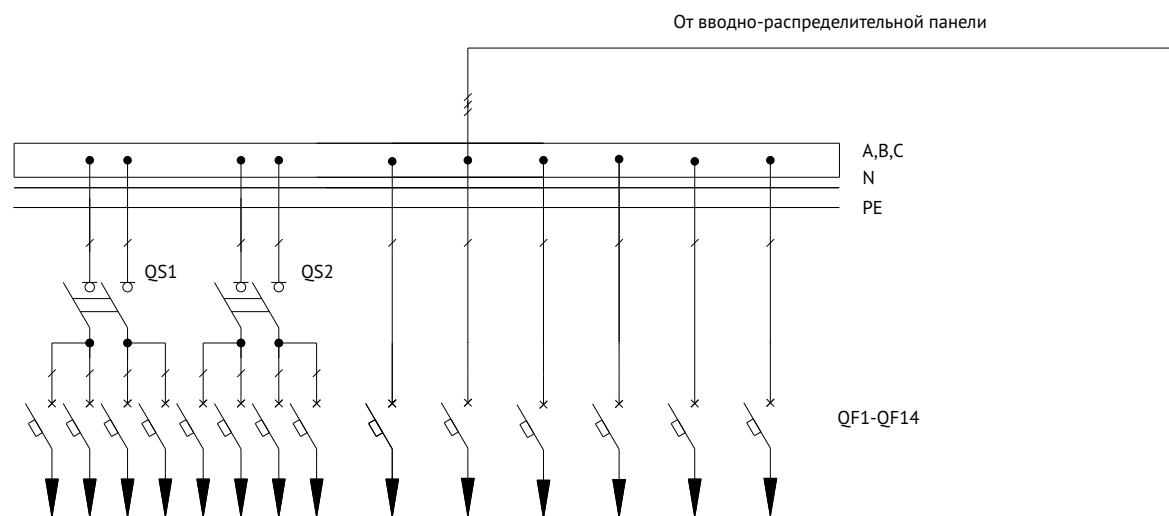 От вводно-распределительной панели
A,B,C
N
PE
QS1
QS2
QF1-QF14